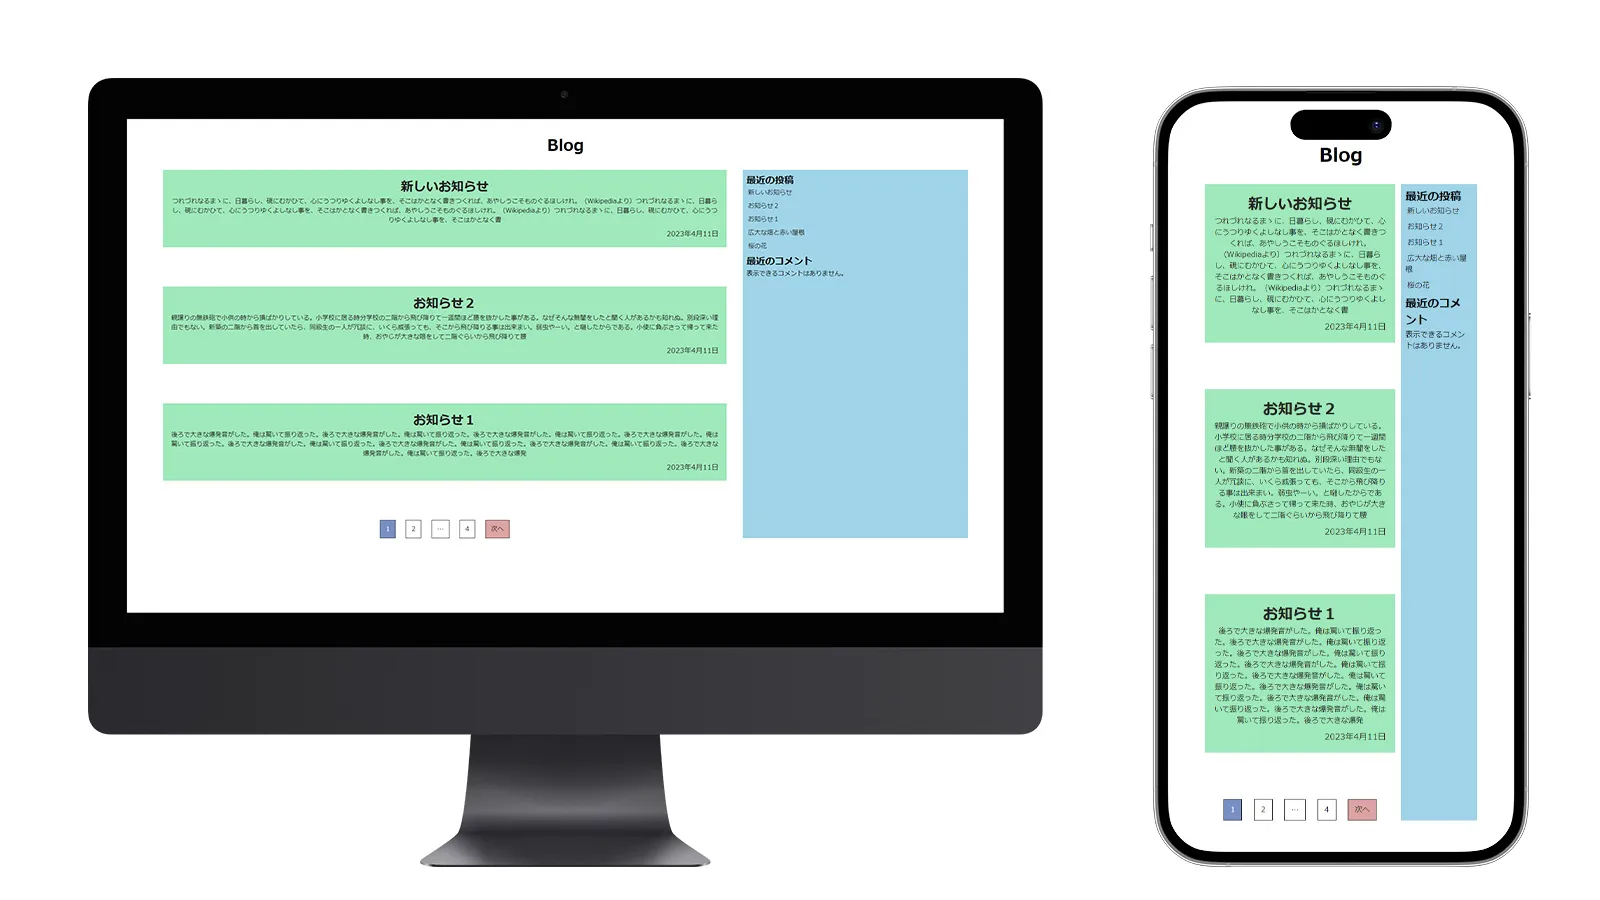 Blog
新しいお知らせ
つれづれなるまゝに、日暮らし、硯にむかひて、心にうつりゆくよしなし事を、そこはかとなく書きつくれば、あやしうこそものぐるほしけれ。（Wikipediaより）つれづれなるまゝに、日暮ら
し、硯にむかひて、心にうつりゆくよしなし事を、そこはかとなく書きつくれば、あやしうこそものぐるほしけれ。（Wikipediaより）つれづれなるまゝに、日暮らし、硯にむかひて、心にうつ
りゆくよしなし事を、そこはかとなく書
2023年4月11日
お知らせ２
親譲りの無鉄砲で小供の時から損ばかりしている。小学校に居る時分学校の二階から飛び降りて一週間ほど腰を抜かした事がある。なぜそんな無闇をしたと聞く人があるかも知れぬ。別段深い理
由でもない。新築の二階から首を出していたら、同級生の一人が冗談に、いくら威張っても、そこから飛び降りる事は出来まい。弱虫やーい。と囃したからである。小使に負ぶさって帰って来た
時、おやじが大きな眼をして二階ぐらいから飛び降りて腰
2023年4月11日
お知らせ１
後ろで大きな爆発音がした。俺は驚いて振り返った。後ろで大きな爆発音がした。俺は驚いて振り返った。後ろで大きな爆発音がした。俺は驚いて振り返った。後ろで大きな爆発音がした。俺は
驚いて振り返った。後ろで大きな爆発音がした。俺は驚いて振り返った。後ろで大きな爆発音がした。俺は驚いて振り返った。後ろで大きな爆発音がした。俺は驚いて振り返った。後ろで大きな
爆発音がした。俺は驚いて振り返った。後ろで大きな爆発
2023年4月11日
1 2 … 4 次へ
最近の投稿
新しいお知らせ
お知らせ２
お知らせ１
広大な畑と赤い屋根
桜の花
最近のコメント
表示できるコメントはありません。
Blog
新しいお知らせ
つれづれなるまゝに、日暮らし、硯にむかひて、心
にうつりゆくよしなし事を、そこはかとなく書きつ
くれば、あやしうこそものぐるほしけれ。
（Wikipediaより）つれづれなるまゝに、日暮ら
し、硯にむかひて、心にうつりゆくよしなし事を、
そこはかとなく書きつくれば、あやしうこそものぐ
るほしけれ。（Wikipediaより）つれづれなるまゝ
に、日暮らし、硯にむかひて、心にうつりゆくよし
なし事を、そこはかとなく書
2023年4月11日
お知らせ２
親譲りの無鉄砲で小供の時から損ばかりしている。
小学校に居る時分学校の二階から飛び降りて一週間
ほど腰を抜かした事がある。なぜそんな無闇をした
と聞く人があるかも知れぬ。別段深い理由でもな
い。新築の二階から首を出していたら、同級生の一
人が冗談に、いくら威張っても、そこから飛び降り
る事は出来まい。弱虫やーい。と囃したからであ
る。小使に負ぶさって帰って来た時、おやじが大き
な眼をして二階ぐらいから飛び降りて腰
2023年4月11日
お知らせ１
後ろで大きな爆発音がした。俺は驚いて振り返っ
た。後ろで大きな爆発音がした。俺は驚いて振り返
った。後ろで大きな爆発音がした。俺は驚いて振り
返った。後ろで大きな爆発音がした。俺は驚いて振
り返った。後ろで大きな爆発音がした。俺は驚いて
振り返った。後ろで大きな爆発音がした。俺は驚い
て振り返った。後ろで大きな爆発音がした。俺は驚
いて振り返った。後ろで大きな爆発音がした。俺は
驚いて振り返った。後ろで大きな爆発
2023年4月11日
1 2 … 4 次へ
最近の投稿
新しいお知らせ
お知らせ２
お知らせ１
広大な畑と赤い屋
根
桜の花
最近のコメ
ント
表示できるコメン
トはありません。